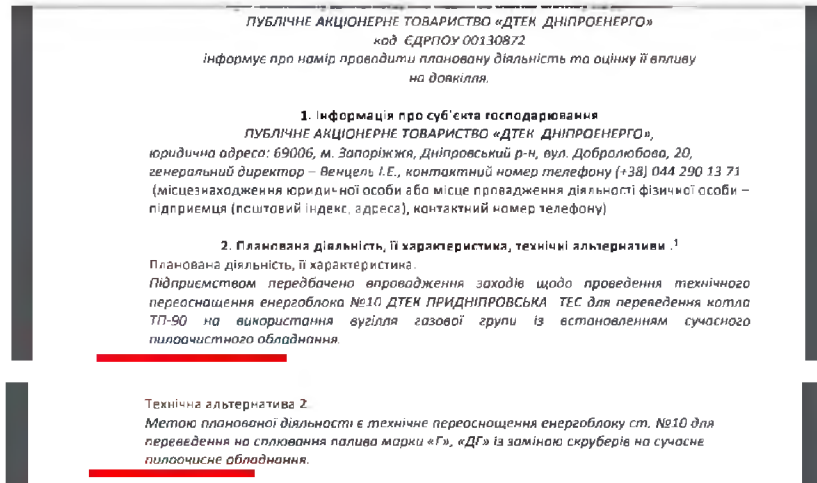 ПУБЛІЧНЕ АКЦІОНЕРНЕ ТОВАРИСТВО «ДТЕК ДНІПРОЕНЕРГО»
код ЄДРПОУ 00130872
інформує про намір проводити плановану діяльність та оцінку її впливу
на довкілля.
1. Інформація про суб'єкта господарювання
ПУБЛІЧНЕ АКЦІОНЕРНЕ ТОВАРИСТВО «ДТЕК ДНІПРОЕНЕРГО»,
юридична адреса: 69006, м. Запоріжжя, Дніпровський р-н, вул. Добролюбова, 20,
генеральний директор – Венцель І.Е., контактний номер телефону (+38) 044 290 13 71
(місцезнаходження юридичної особи або місце провадження діяльності фізичної особи –
підприємця (поштовий індекс, адреса), контактний номер телефону)
2. Планована діяльність, її характеристика, технічні альтернативи .¹
Планована діяльність, її характеристика.
Підприємством передбачено впровадження заходів щодо проведення технічного
переоснащення енергоблока №10 ДТЕК ПРИДНІПРОВСЬКА ТЕС для переведення котла
ТП-90 на використання вугілля газової групи із встановленням сучасного
пилоочистного обладнання.
Технічна альтернатива 2.
Метою планованої діяльності є технічне переоснащення енергоблоку ст. №10 для
переведення на сплювання палива марки «Г», «ДГ» із заміною скруберів на сучасне
пилоочисне обладнання.